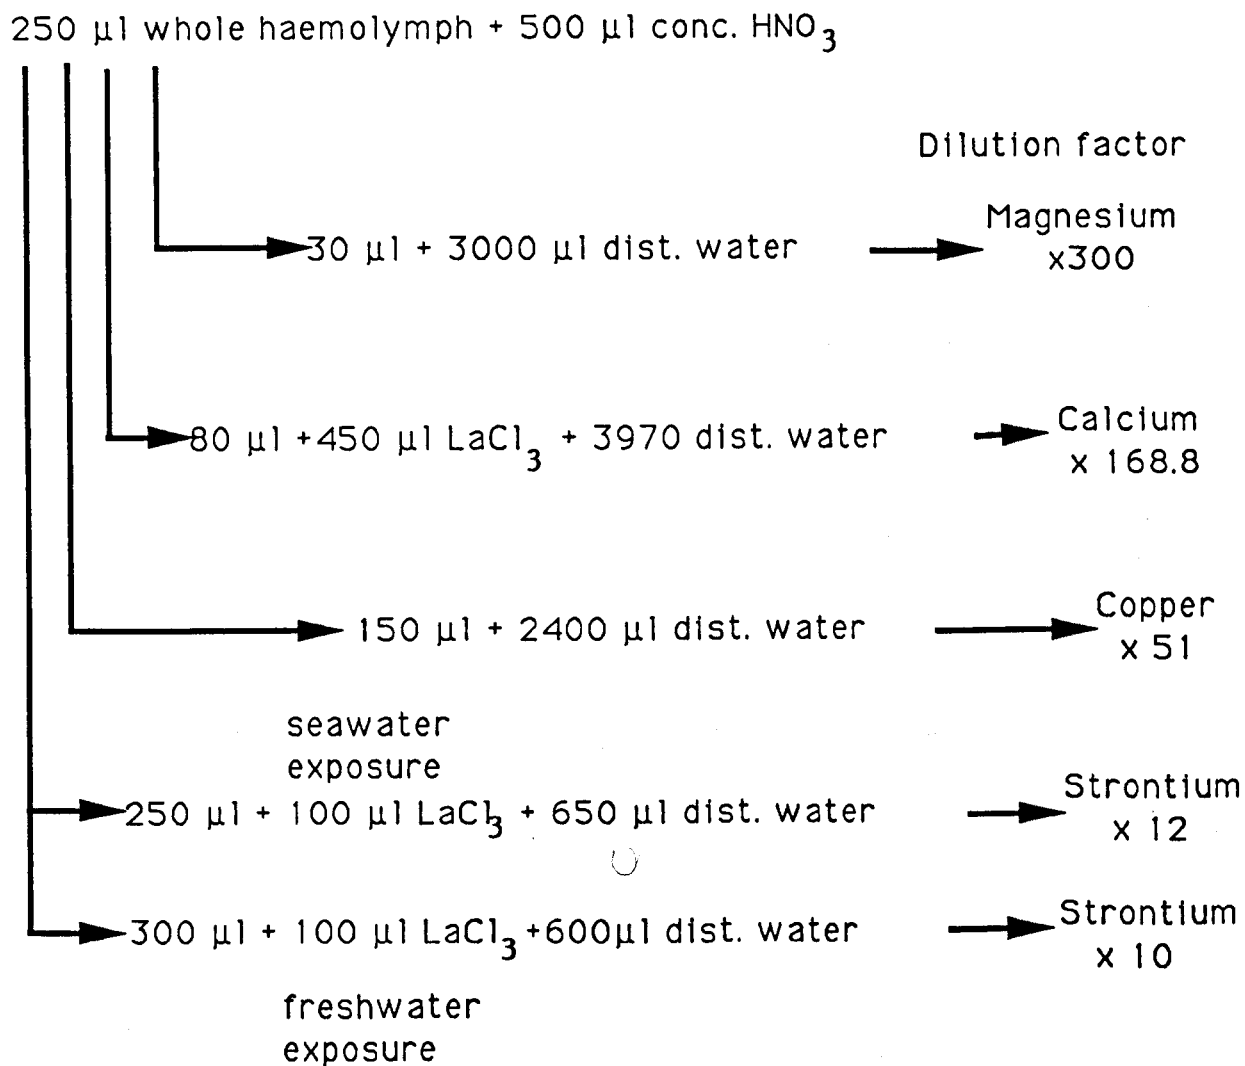 250 µl whole haemolymph + 500 µl conc. HNO3
Dilution factor
Magnesium
30 µl + 3000 µl dist. water
x300
80 µl +450 µl LaCl3 + 3970 dist. water
Calcium
x 168.8
150 µl + 2400 µl dist. water
Copper
x 51
seawater
exposure
250 µl + 100 µl LaCl3 + 650 µl dist. water
Strontium
x 12
300 µl + 100 µl LaCl3 +600µl dist. water
Strontium
x 10
freshwater
exposure